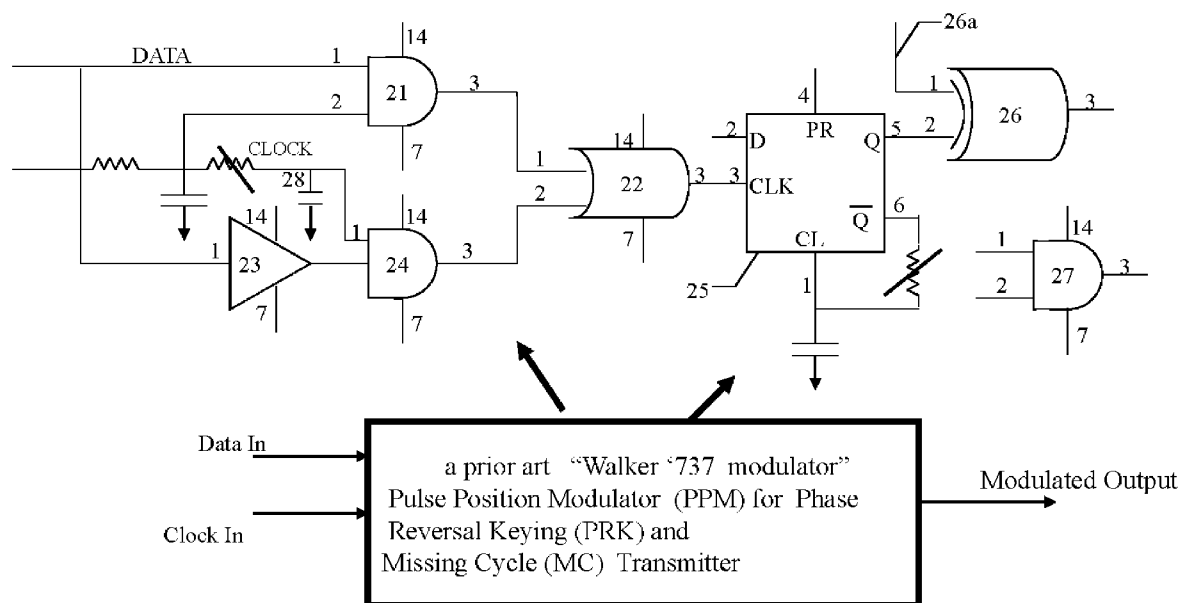 26a
14
DATA
1
21
3
2
7
4
1
26
3
2
D
PR
Q
5
2
CLOCK
28
14
1
22
3
3
CLK
2
7
Q
6
CL
14
1
23
7
14
1
24
3
7
25
1
14
1
27
3
2
7
Data In
Clock In
a prior art “Walker ‘737 modulator”
Pulse Position Modulator (PPM) for Phase
Reversal Keying (PRK) and
Missing Cycle (MC) Transmitter
Modulated Output